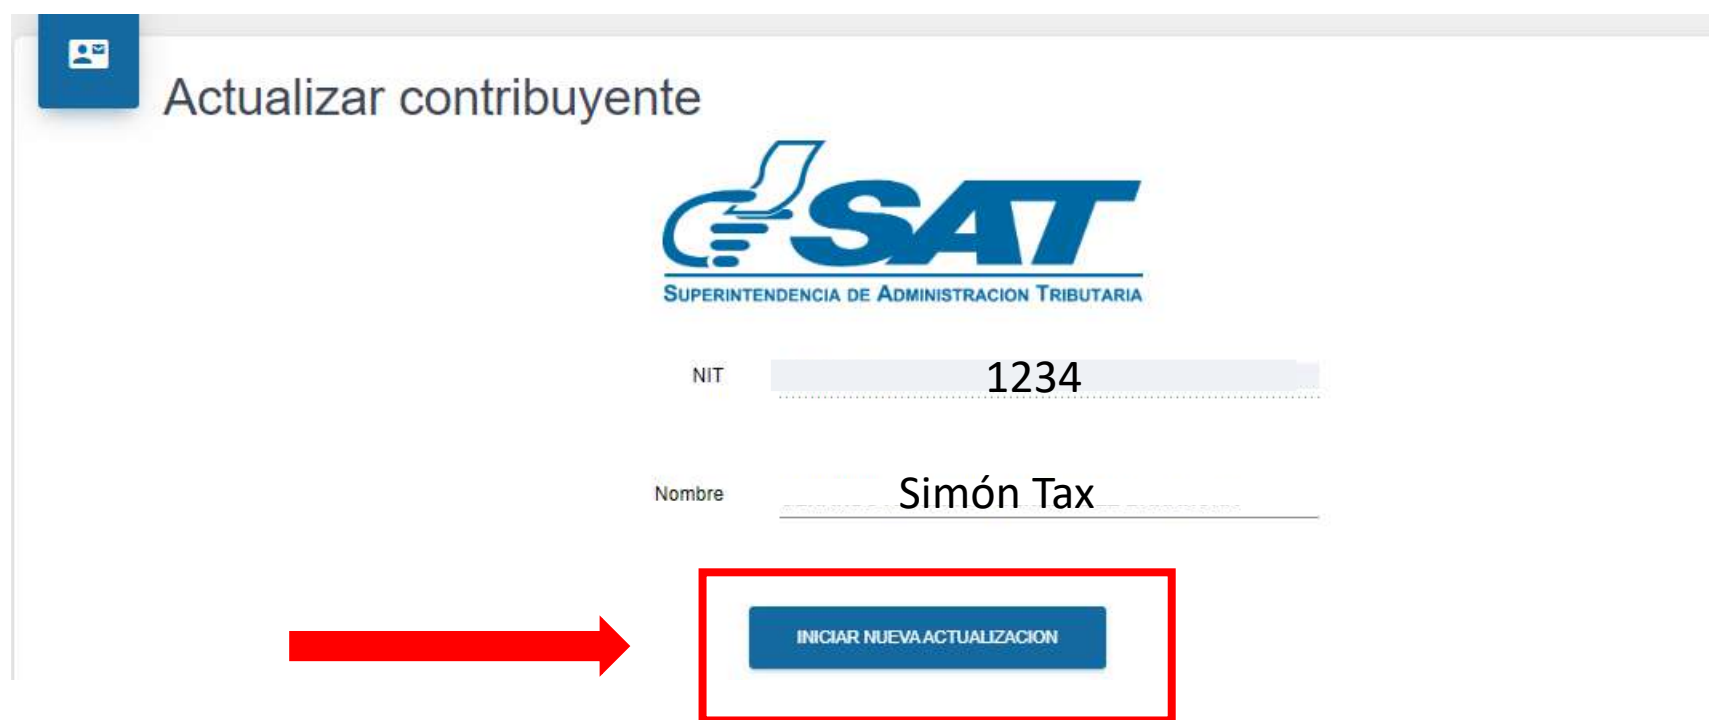 Actualizar contribuyente
SAT
SUPERINTENDENCIA DE ADMINISTRACION TRIBUTARIA
NIT 1234
Nombre Simón Tax
INICIAR NUEVA ACTUALIZACION